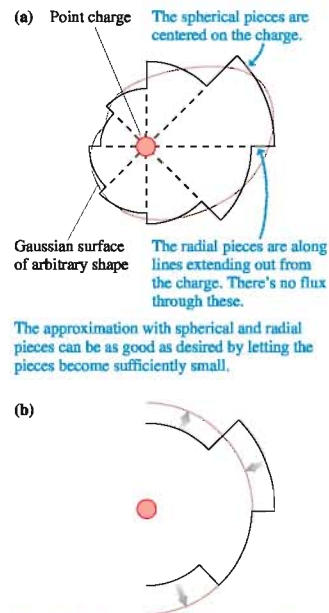 (a) Point charge
The spherical pieces are
centered on the charge.
Gaussian surface
of arbitrary shape
The radial pieces are along
lines extending out from
the charge. There's no flux
through these.
The approximation with spherical and radial
pieces can be as good as desired by letting the
pieces become sufficiently small.
(b)